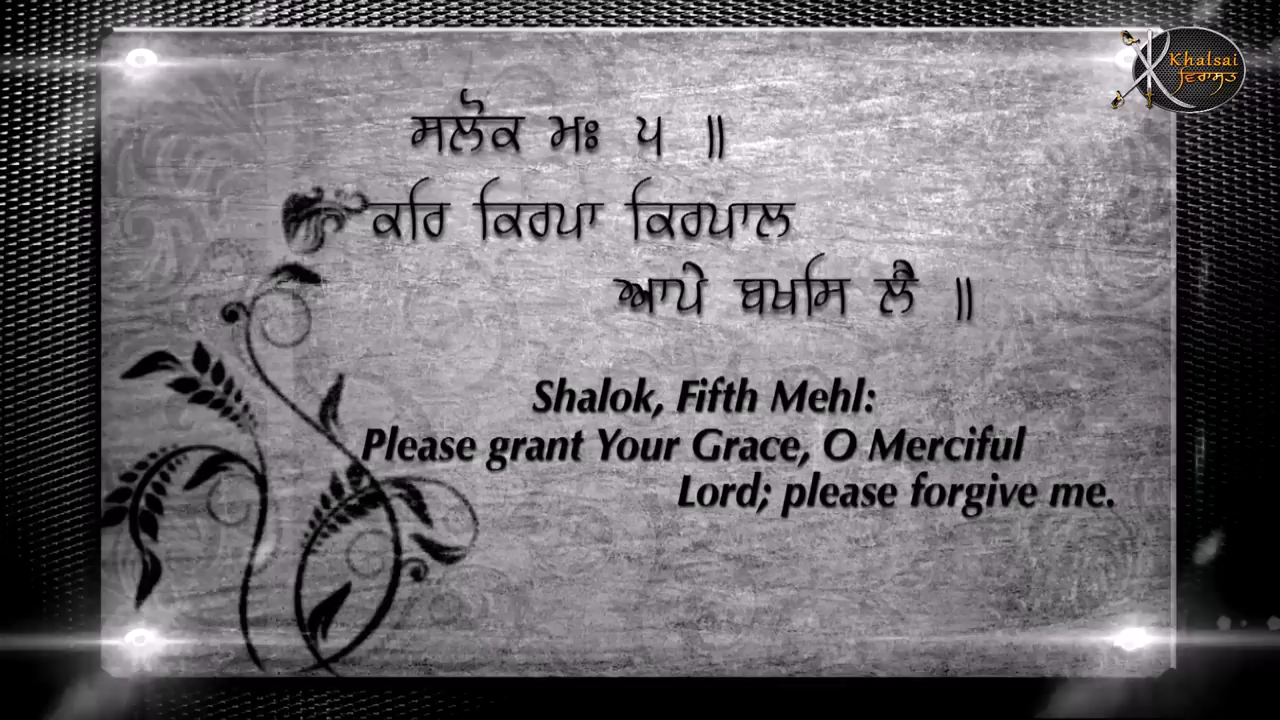 Khalsai
ਵਿਰਾਸਤ
ਸਲੋਕ ਮਃ ੫ ॥
ਕਰਿ ਕਿਰਪਾ ਕਿਰਪਾਲ
ਆਪੇ ਬਖਸਿ ਲੈ ॥
Shalok, Fifth Mehl:
Please grant Your Grace, O Merciful
Lord; please forgive me.